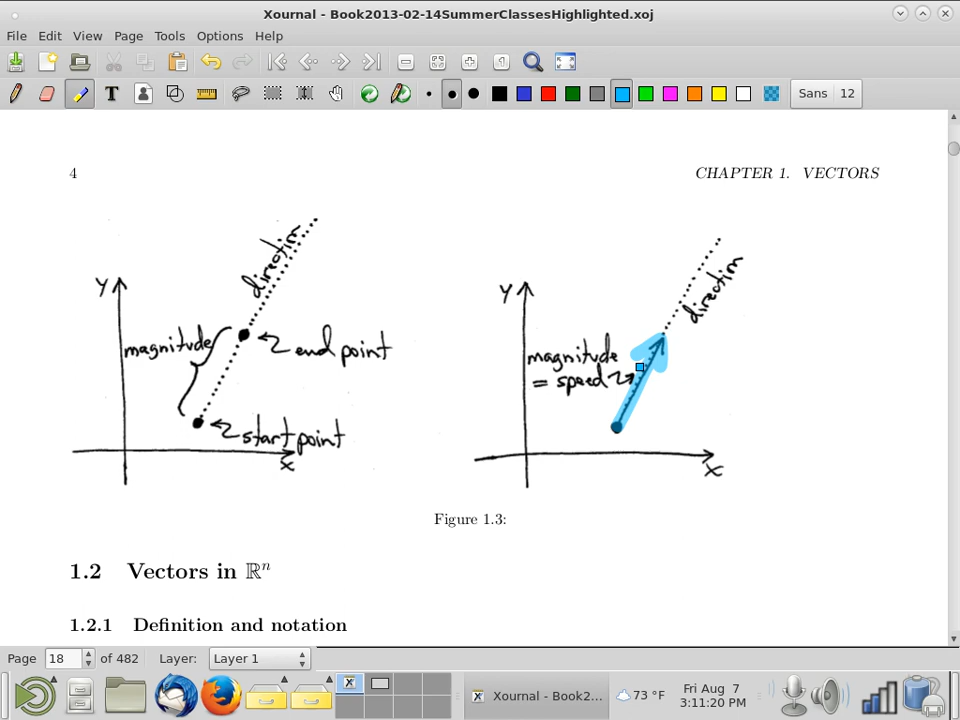 Xournal - Book2013-02-14SummerClassesHighlighted.xoj
File Edit View Page Tools Options Help
T Sans 12
4 CHAPTER 1. VECTORS
direction
y
magnitude
end point
start point
x
direction
y
magnitude
= speed
x
Figure 1.3:
1.2 Vectors in ℝⁿ
1.2.1 Definition and notation
Page 18 of 482 Layer: Layer 1
Xournal - Book2... 73 °F Fri Aug 7
3:11:20 PM